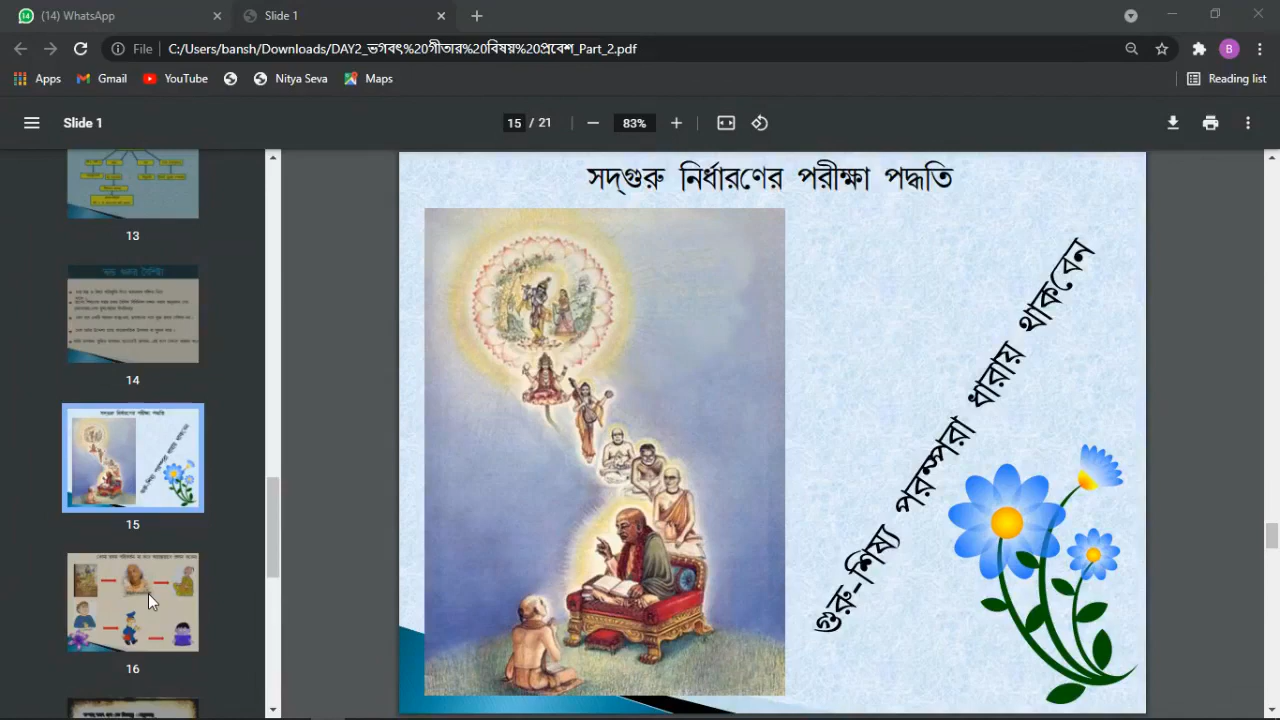 (14) WhatsApp
Slide 1
File
C:/Users/bansh/Downloads/DAY2_ভগবৎ%20গীতার%20বিষয়%20প্রবেশ_Part_2.pdf
B
Apps
Gmail
YouTube
Nitya Seva
Maps
Reading list
Slide 1
15 / 21
83%
সদ্গুরু নির্ধারণের পরীক্ষা পদ্ধতি
গুরু-শিষ্য পরম্পরা ধারায় থাকবেন
13
14
15
16